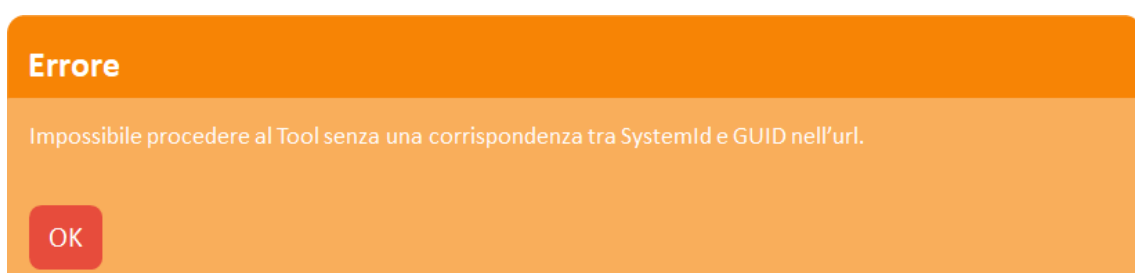 Errore
Impossibile procedere al Tool senza una corrispondenza tra SystemId e GUID nell’url.
OK